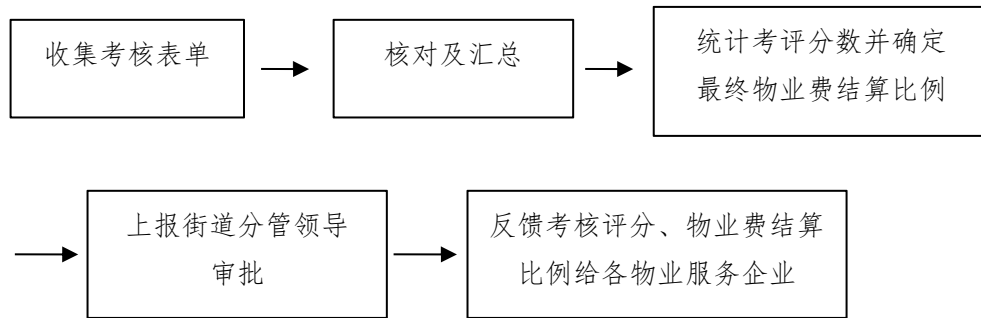 收集考核表单
核对及汇总
统计考评分数并确定
最终物业费结算比例
上报街道分管领导
审批
反馈考核评分、物业费结算
比例给各物业服务企业